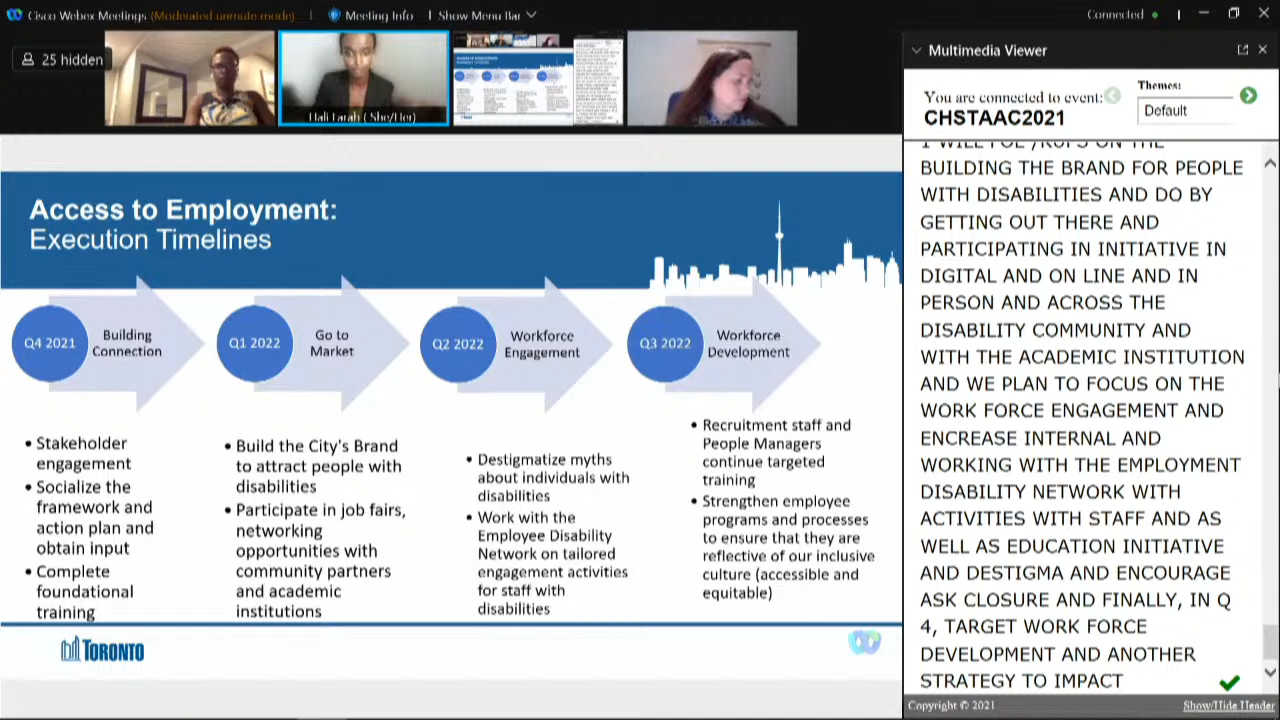 Cisco Webex Meetings (Moderated unmute mode) | Meeting Info | Show Menu Bar
Connected
25 hidden
Hali Farah ( She/Her)
Access to Employment:
Execution Timelines
Q4 2021
Building
Connection
Q1 2022
Go to
Market
Q2 2022
Workforce
Engagement
Q3 2022
Workforce
Development
• Stakeholder
engagement
• Socialize the
framework and
action plan and
obtain input
• Complete
foundational
training
• Build the City's Brand
to attract people with
disabilities
• Participate in job fairs,
networking
opportunities with
community partners
and academic
institutions
• Destigmatize myths
about individuals with
disabilities
• Work with the
Employee Disability
Network on tailored
engagement activities
for staff with
disabilities
• Recruitment staff and
People Managers
continue targeted
training
• Strengthen employee
programs and processes
to ensure that they are
reflective of our inclusive
culture (accessible and
equitable)
TORONTO
Multimedia Viewer
You are connected to event:
CHSTAAC2021
Themes:
Default
BUILDING THE BRAND FOR PEOPLE
WITH DISABILITIES AND DO BY
GETTING OUT THERE AND
PARTICIPATING IN INITIATIVE IN
DIGITAL AND ON LINE AND IN
PERSON AND ACROSS THE
DISABILITY COMMUNITY AND
WITH THE ACADEMIC INSTITUTION
AND WE PLAN TO FOCUS ON THE
WORK FORCE ENGAGEMENT AND
ENCREASE INTERNAL AND
WORKING WITH THE EMPLOYMENT
DISABILITY NETWORK WITH
ACTIVITIES WITH STAFF AND AS
WELL AS EDUCATION INITIATIVE
AND DESTIGMA AND ENCOURAGE
ASK CLOSURE AND FINALLY, IN Q
4, TARGET WORK FORCE
DEVELOPMENT AND ANOTHER
STRATEGY TO IMPACT
Copyright © 2021
Show/Hide Header